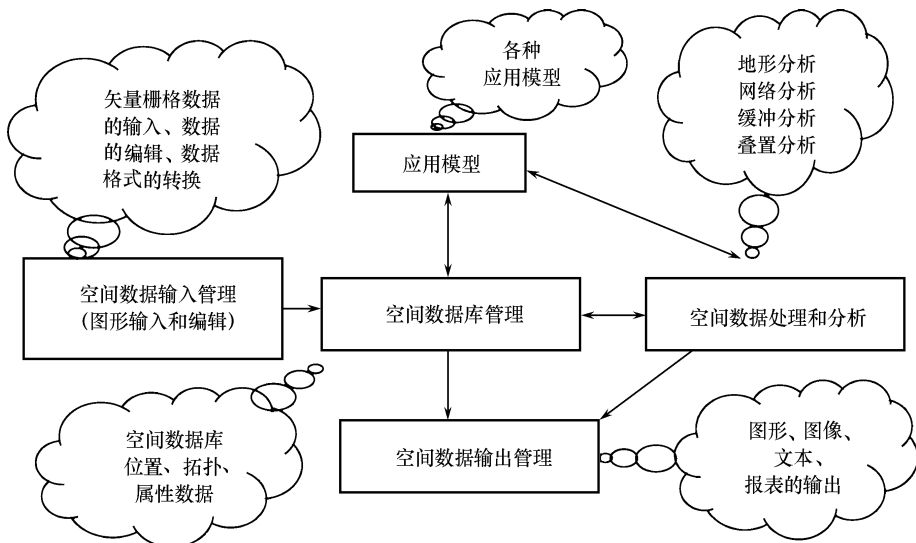 各种
应用模型
地形分析
网络分析
缓冲分析
叠置分析
矢量栅格数据
的输入、数据
的编辑、数据
格式的转换
应用模型
空间数据输入管理
(图形输入和编辑)
空间数据库管理
空间数据处理和分析
空间数据库
位置、拓扑、
属性数据
空间数据输出管理
图形、图像、
文本、
报表的输出